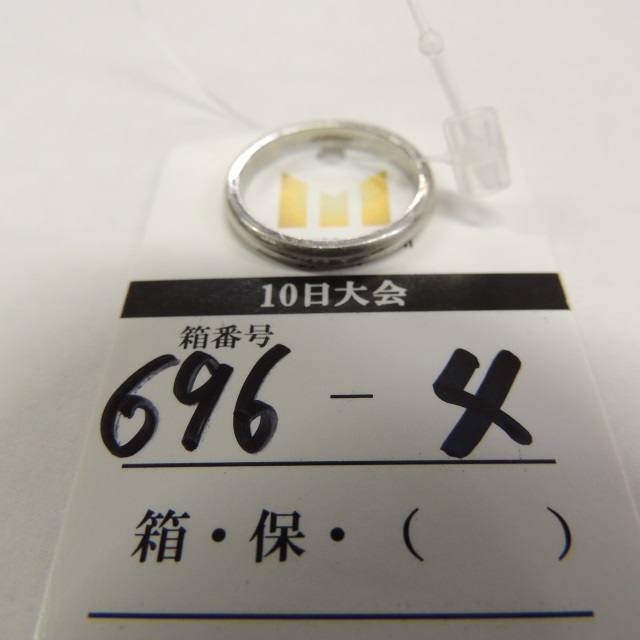 10日大会
箱番号
696 - 4
箱・保・(　　)